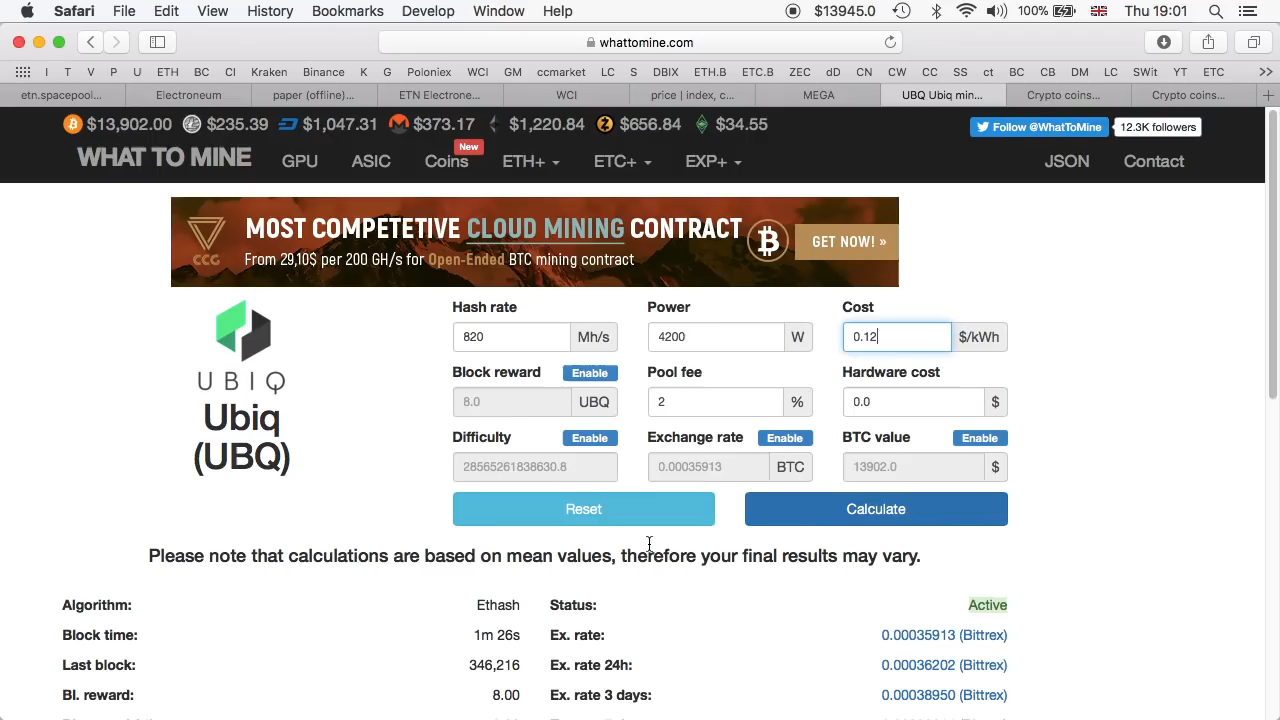 Safari File Edit View History Bookmarks Develop Window Help $13945.0 100% Thu 19:01
whattomine.com
I T V P U ETH BC CI Kraken Binance K G Poloniex WCI GM ccmarket LC S DBIX ETH.B ETC.B ZEC dD CN CW CC SS ct BC CB DM LC SWit YT ETC >>
etn.spacepool... Electroneum paper (offline)... ETN Electrone... WCI price | index, c... MEGA UBQ Ubiq min... Crypto coins... Crypto coins... +
$13,902.00 $235.39 $1,047.31 $373.17 $1,220.84 $656.84 $34.55 Follow @WhatToMine 12.3K followers
New
WHAT TO MINE GPU ASIC Coins ETH+ ETC+ EXP+ JSON Contact
MOST COMPETETIVE CLOUD MINING CONTRACT
CCG From 29,10$ per 200 GH/s for Open-Ended BTC mining contract GET NOW! »
Hash rate Power Cost
820 Mh/s 4200 W 0.12 $/kWh
Block reward Enable Pool fee Hardware cost
8.0 UBQ 2 % 0.0 $
Difficulty Enable Exchange rate Enable BTC value Enable
28565261838630.8 0.00035913 BTC 13902.0 $
UBIQ
Ubiq
(UBQ)
Reset Calculate
Please note that calculations are based on mean values, therefore your final results may vary.
Algorithm: Ethash Status: Active
Block time: 1m 26s Ex. rate: 0.00035913 (Bittrex)
Last block: 346,216 Ex. rate 24h: 0.00036202 (Bittrex)
Bl. reward: 8.00 Ex. rate 3 days: 0.00038950 (Bittrex)